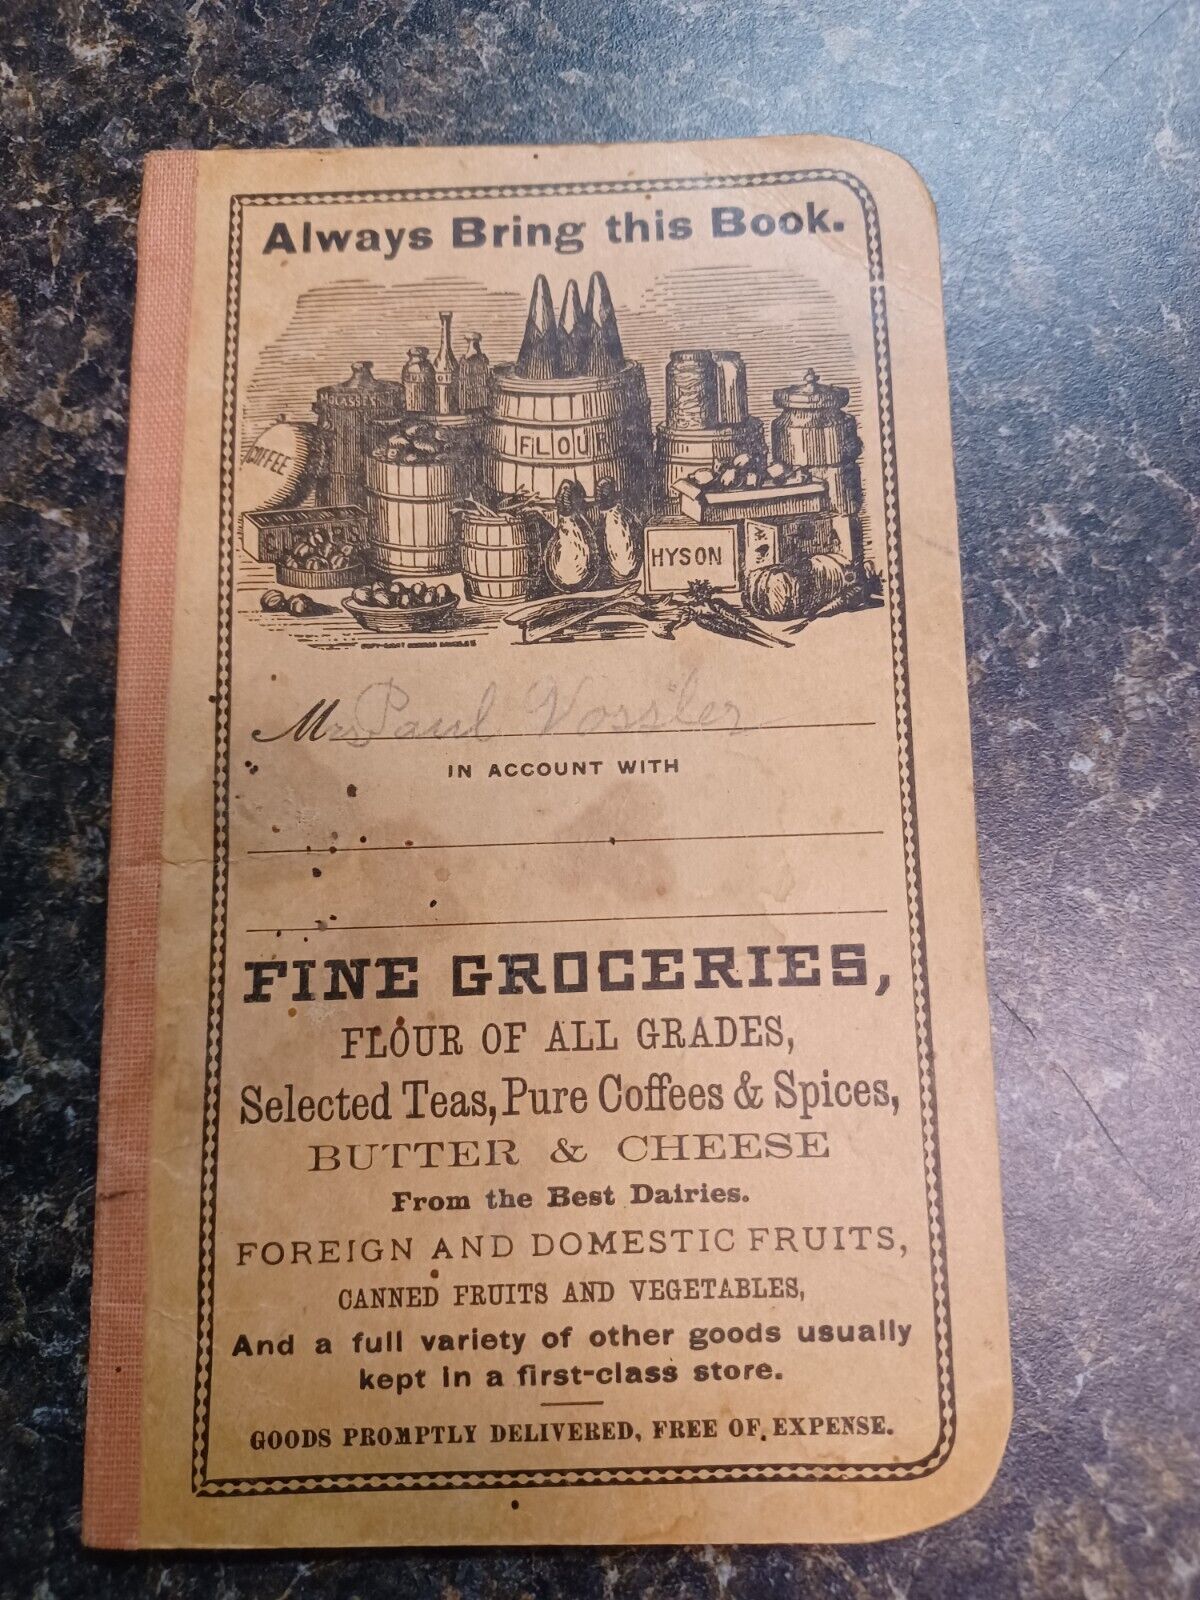 Always Bring this Book.
MOLASSES
COFFEE
FLOUR
HYSON
Mrs Paul Vossler
IN ACCOUNT WITH
FINE GROCERIES,
FLOUR OF ALL GRADES,
Selected Teas, Pure Coffees & Spices,
BUTTER & CHEESE
From the Best Dairies.
FOREIGN AND DOMESTIC FRUITS,
CANNED FRUITS AND VEGETABLES,
And a full variety of other goods usually
kept in a first-class store.
GOODS PROMPTLY DELIVERED, FREE OF EXPENSE.